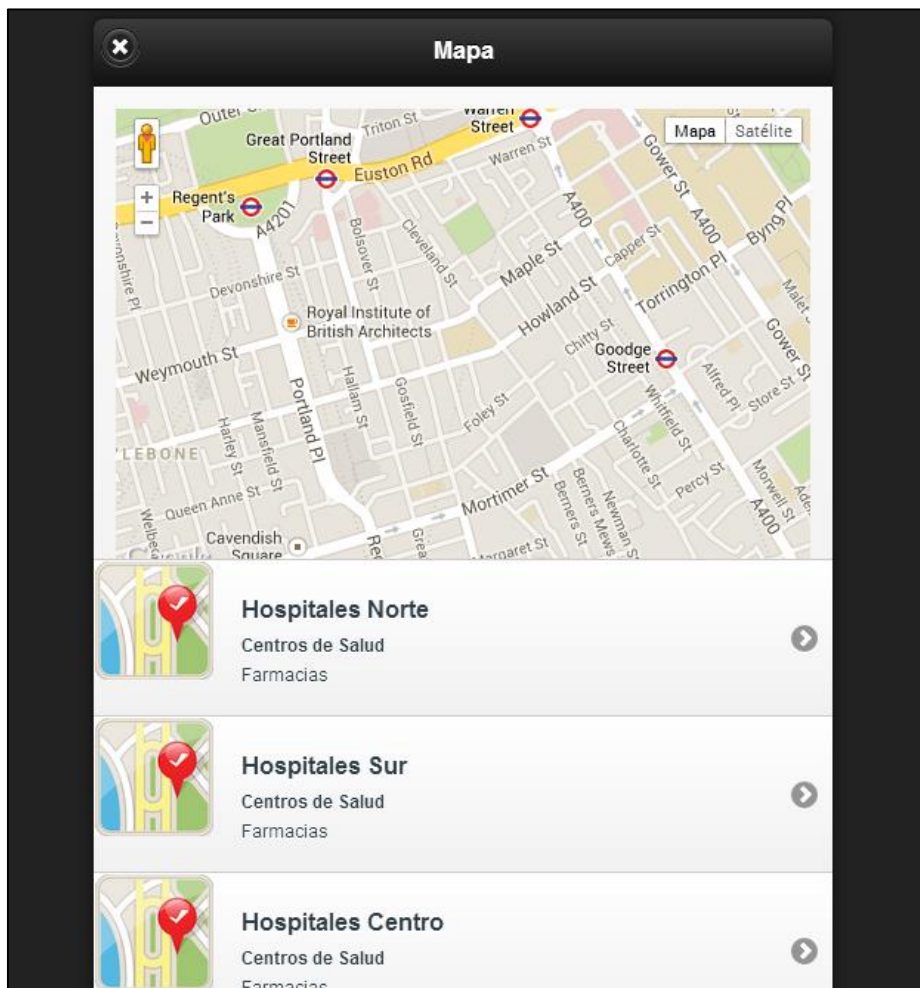 Mapa
Outer
Triton St
Warren
Street
Mapa Satélite
Great Portland
Street
Euston Rd
Warren St
Gower St
A400
Regent's
Park
A4201
A400
Byng Pl
Bolsover St
Cleveland St
Capper St
Maple St
Devonshire St
Torrington Pl
Howland St
Royal Institute of
British Architects
Chitty St
Goodge
Street
Gower St
Weymouth St
Portland Pl
Hallam St
Gosfield St
Foley St
Alfred Pl
Store St
Whitfield St
Harley St
Mansfield St
Charlotte St
LEBONE
Percy St
Morwell St
Queen Anne St
Mortimer St
Berners St
Berners Mews
Newman
A400
Cavendish
Square
Hospitales Norte
Centros de Salud
Farmacias
Hospitales Sur
Centros de Salud
Farmacias
Hospitales Centro
Centros de Salud
Farmacias